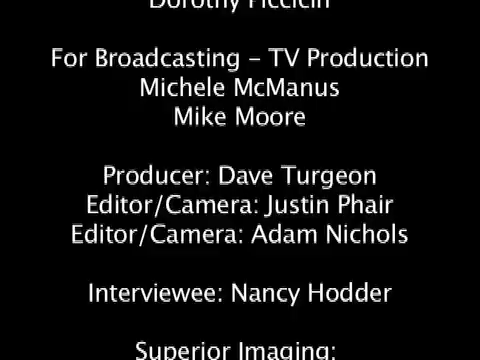 Dorothy
For Broadcasting - TV Production
Michele McManus
Mike Moore
Producer: Dave Turgeon
Editor/Camera: Justin Phair
Editor/Camera: Adam Nichols
Interviewee: Nancy Hodder
Superior Imaging: